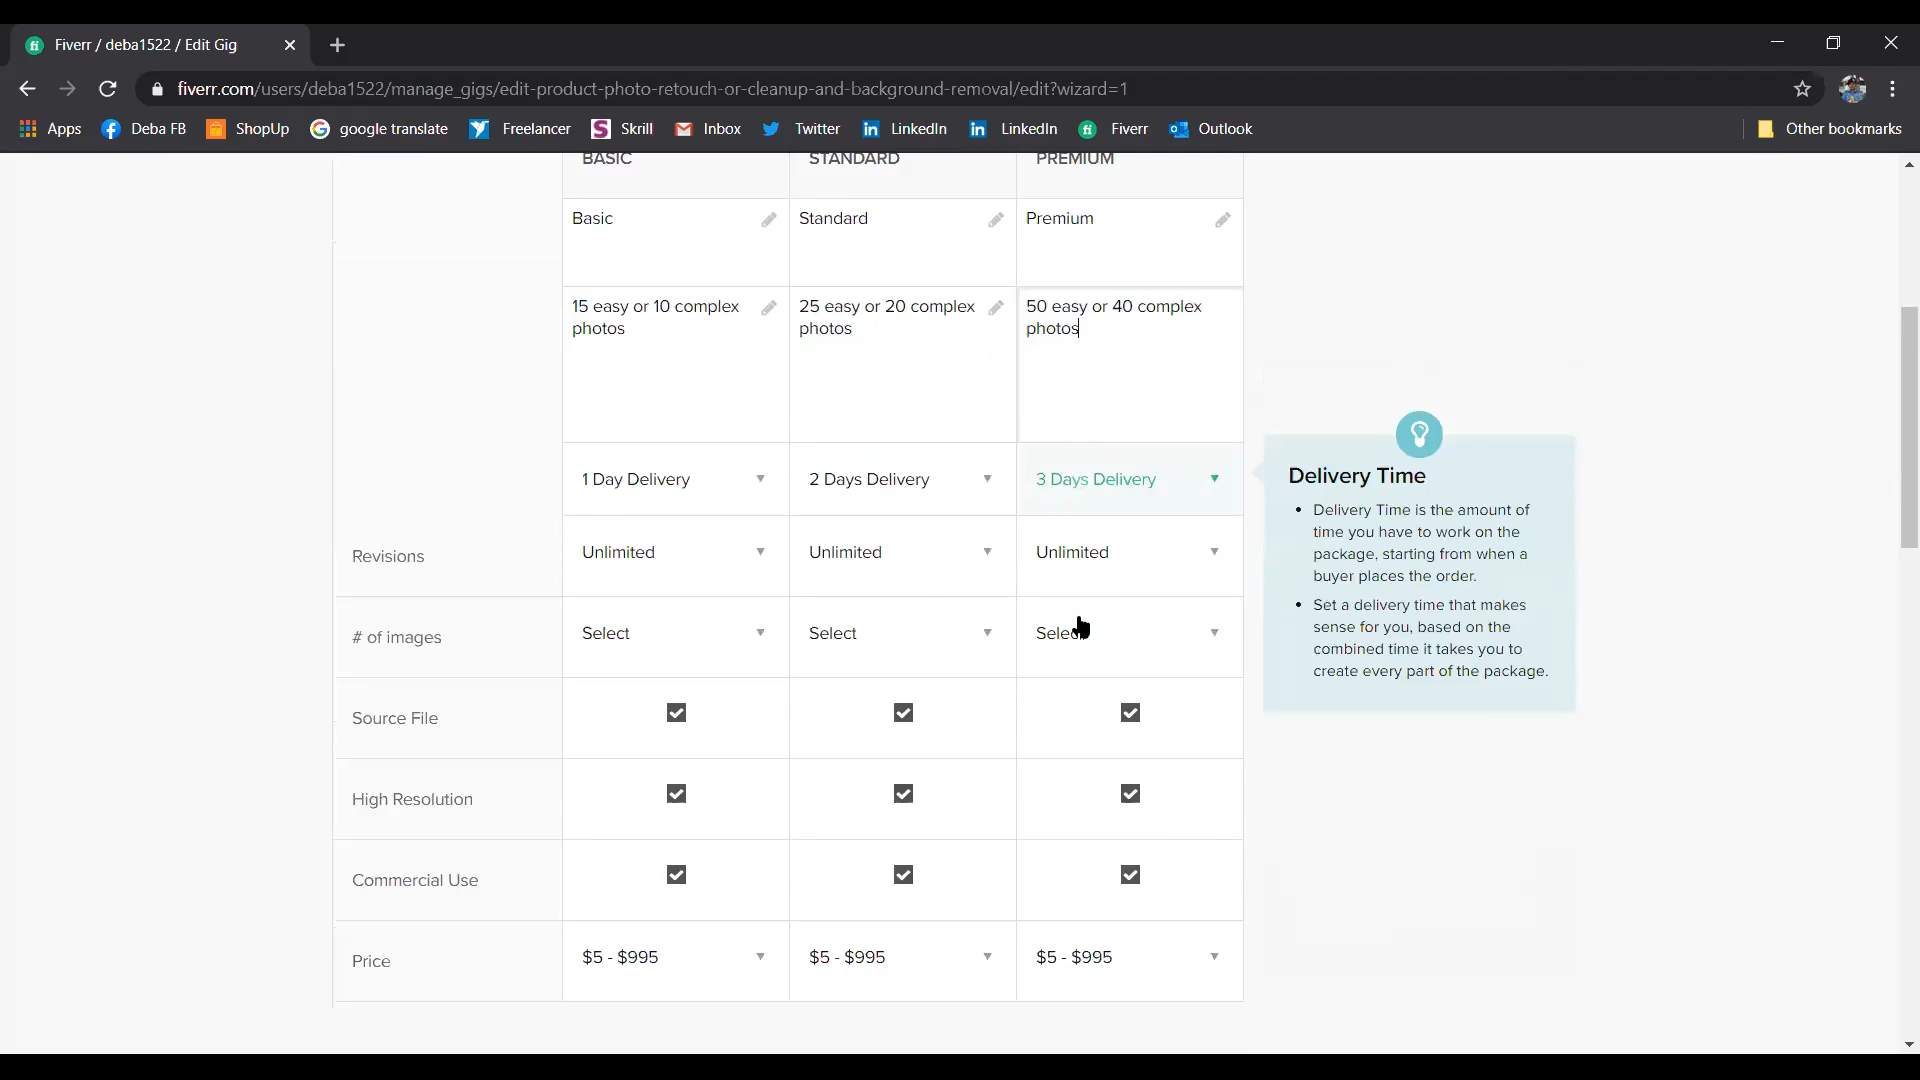 Fiverr / deba1522 / Edit Gig
fiverr.com/users/deba1522/manage_gigs/edit-product-photo-retouch-or-cleanup-and-background-removal/edit?wizard=1
Apps Deba FB ShopUp google translate Freelancer Skrill Inbox Twitter LinkedIn LinkedIn Fiverr Outlook Other bookmarks
BASIC STANDARD PREMIUM
Basic Standard Premium
15 easy or 10 complex 25 easy or 20 complex 50 easy or 40 complex
photos photos photos
1 Day Delivery 2 Days Delivery 3 Days Delivery
Revisions Unlimited Unlimited Unlimited
# of images Select Select Select
Source File
High Resolution
Commercial Use
Price $5 - $995 $5 - $995 $5 - $995
Delivery Time
• Delivery Time is the amount of
time you have to work on the
package, starting from when a
buyer places the order.
• Set a delivery time that makes
sense for you, based on the
combined time it takes you to
create every part of the package.